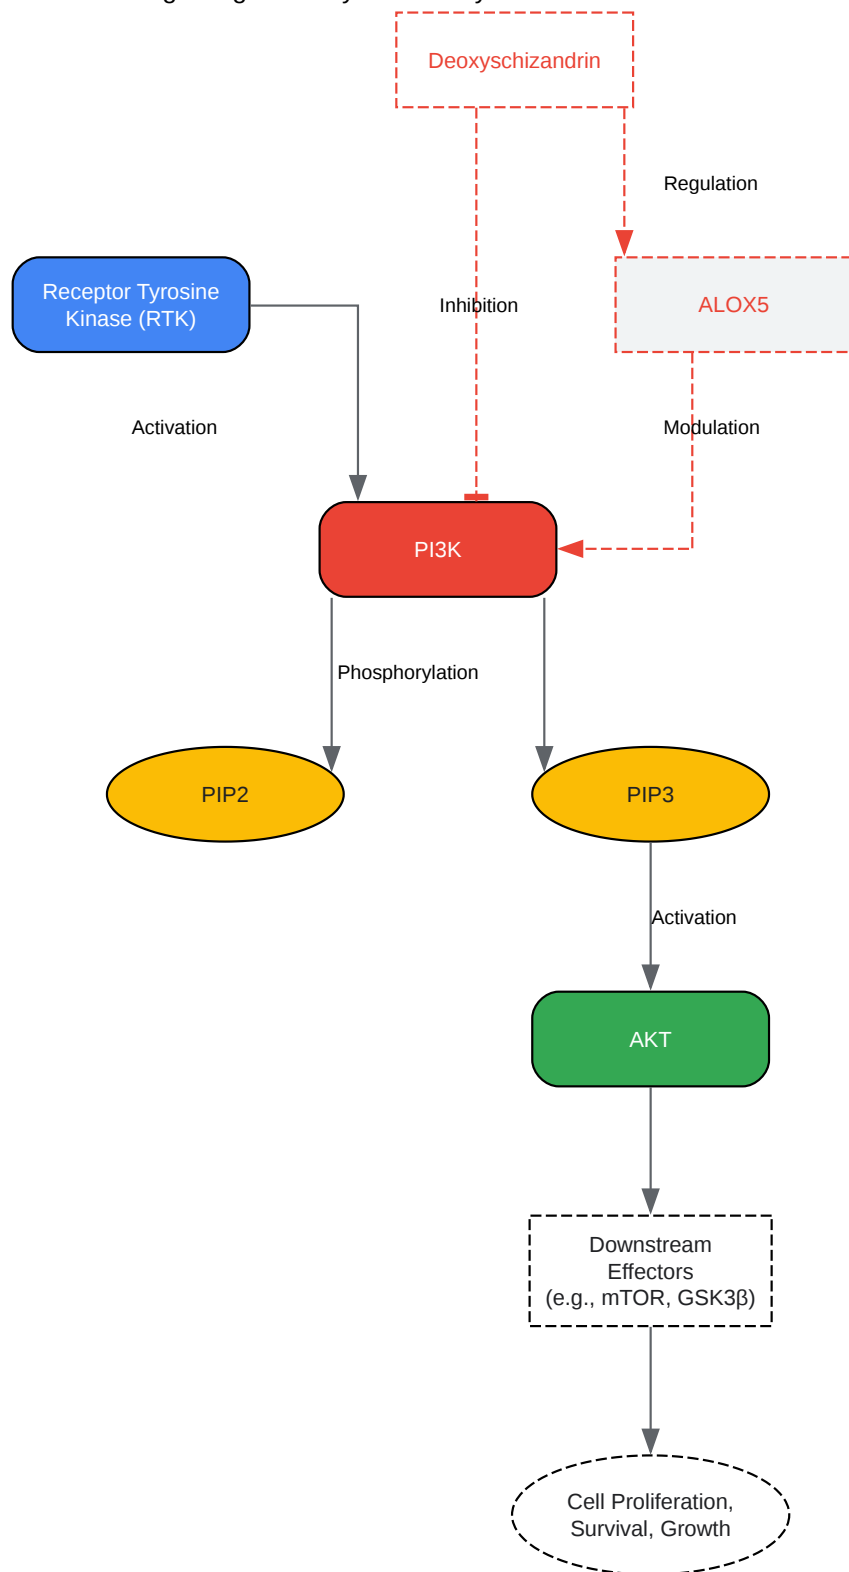 Deoxyschizandrin
Regulation
Receptor Tyrosine
Kinase (RTK)
Inhibition
ALOX5
Activation
Modulation
PI3K
Phosphorylation
PIP2
PIP3
Activation
AKT
Downstream
Effectors
(e.g., mTOR, GSK3β)
Cell Proliferation,
Survival, Growth